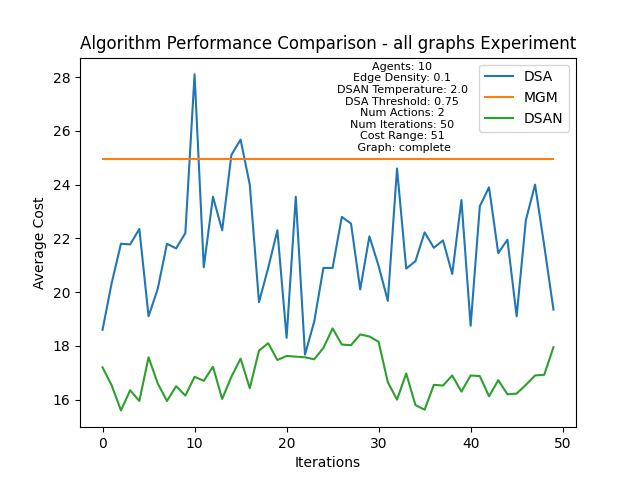 Algorithm Performance Comparison - all graphs Experiment
Agents: 10
Edge Density: 0.1
DSAN Temperature: 2.0
DSA Threshold: 0.75
Num Actions: 2
Num Iterations: 50
Cost Range: 51
Graph: complete
DSA
MGM
DSAN
Average Cost
28
26
24
22
20
18
16
0 10 20 30 40 50
Iterations